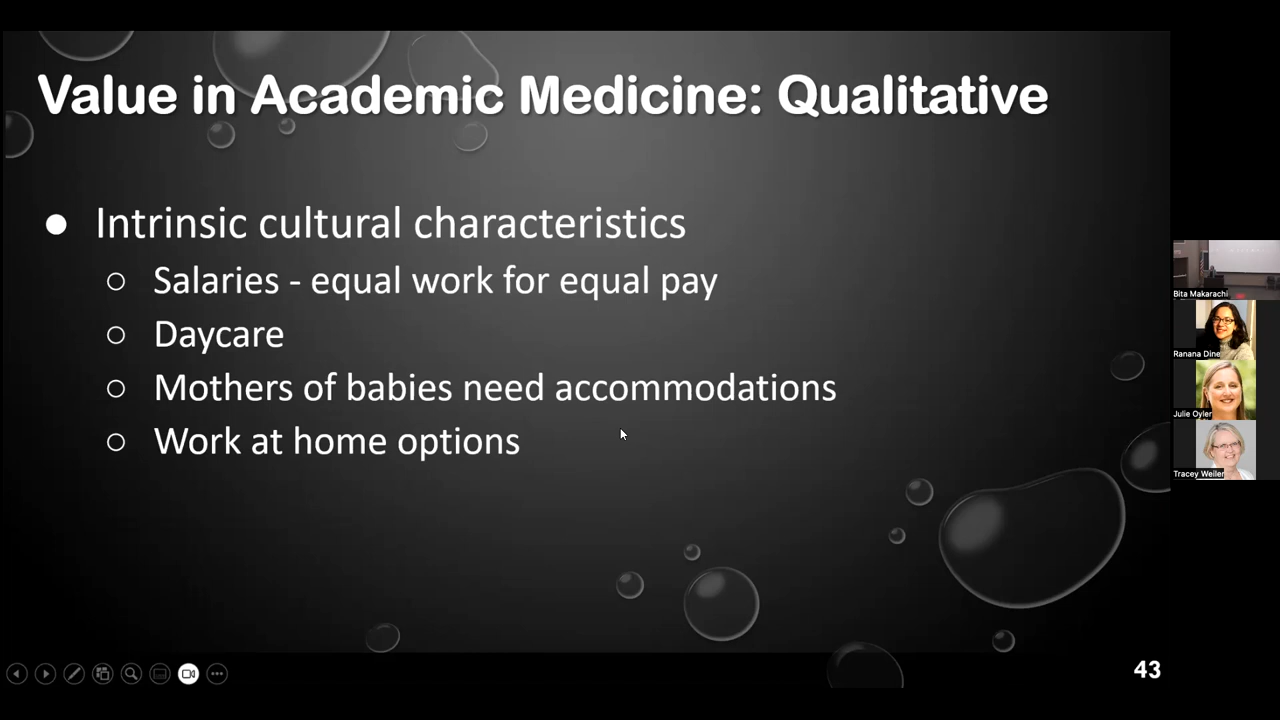 Value in Academic Medicine: Qualitative
● Intrinsic cultural characteristics
○ Salaries - equal work for equal pay
○ Daycare
○ Mothers of babies need accommodations
○ Work at home options
43
Bita Makarachi
Ranana Dine
Julie Oyler
Tracey Weiler